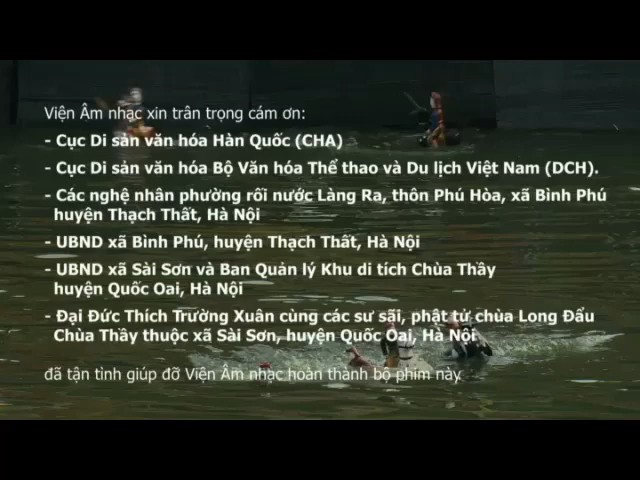 Viện Âm nhạc xin trân trọng cám ơn:
- Cục Di sản văn hóa Hàn Quốc (CHA)
- Cục Di sản văn hóa Bộ Văn hóa Thể thao và Du lịch Việt Nam (DCH).
- Các nghệ nhân phường rối nước Làng Ra, thôn Phú Hòa, xã Bình Phú
huyện Thạch Thất, Hà Nội
- UBND xã Bình Phú, huyện Thạch Thất, Hà Nội
- UBND xã Sài Sơn và Ban Quản lý Khu di tích Chùa Thầy
huyện Quốc Oai, Hà Nội
- Đại Đức Thích Trường Xuân cùng các sư sãi, phật tử chùa Long Đẩu
Chùa Thầy thuộc xã Sài Sơn, huyện Quốc Oai, Hà Nội
đã tận tình giúp đỡ Viện Âm nhạc hoàn thành bộ phim này.